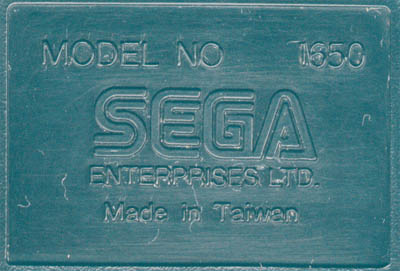 MODEL NO 1650
SEGA
ENTERPRISES LTD.
Made in Taiwan